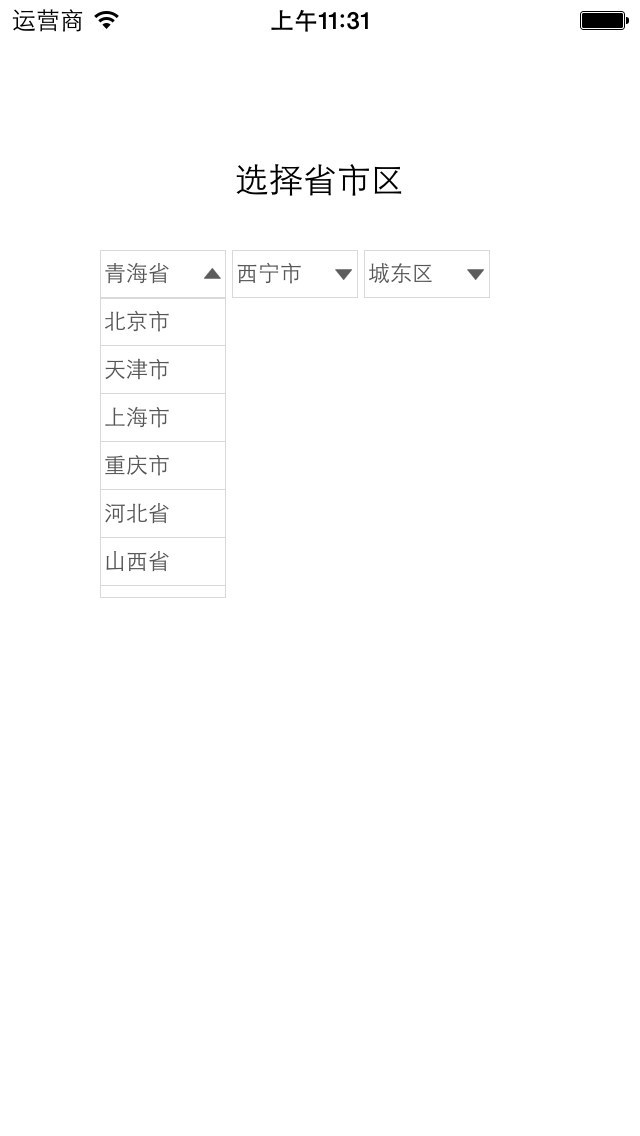 运营商 上午11:31
选择省市区
青海省 西宁市 城东区
北京市
天津市
上海市
重庆市
河北省
山西省